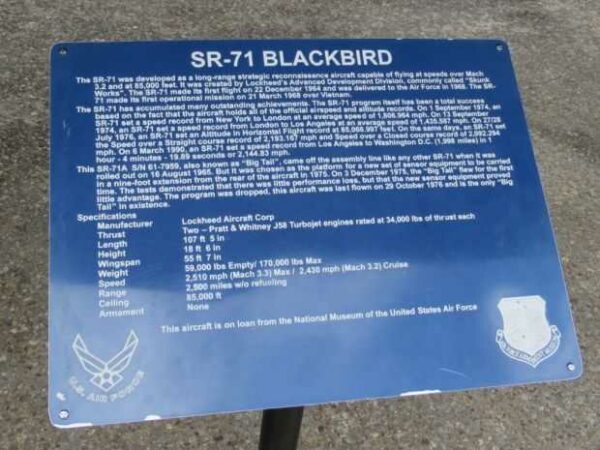 SR-71 BLACKBIRD
The SR-71 was developed as a long-range strategic reconnaissance aircraft capable of flying at speeds over Mach
3.2 and at 85,000 feet. It was created by Lockheed's Advanced Development Division, commonly called "Skunk
Works". The SR-71 made its first flight on 22 December 1964 and was delivered to the Air Force in 1966. The SR-
71 made its first operational mission on 21 March 1968 over Vietnam.
The SR-71 has accumulated many outstanding achievements. The SR-71 program itself has been a total success
based on the fact that the aircraft holds all of the official airspeed and altitude records. On 1 September 1974, an
SR-71 set a speed record from New York to London at an average speed of 1,806.964 mph. On 13 September
1974, an SR-71 set a speed record from London to Los Angeles at an average speed of 1,435.587 mph. On 27/28
July 1976, an SR-71 set an Altitude in Horizontal Flight record at 85,068.997 feet. On the same days, an SR-71 set
the Speed over a Straight course record of 2,193.167 mph and Speed over a Closed course record of 2,092.294
mph. On 6 March 1990, an SR-71 set a speed record from Los Angeles to Washington D.C. (1,998 miles) in 1
hour - 4 minutes - 19.89 seconds or 2,144.83 mph.
This SR-71A S/N 61-7959, also known as "Big Tail", came off the assembly line like any other SR-71 when it was
rolled out on 16 August 1965. But it was chosen as the platform for a new set of sensor equipment to be carried
in a nine-foot extension from the rear of the aircraft in 1975. On 3 December 1975, the "Big Tail" flew for the first
time. The tests demonstrated that there was little performance loss, but that the new sensor equipment proved
little advantage. The program was dropped, this aircraft was last flown on 29 October 1976 and is the only "Big
Tail" in existence.
Specifications
Manufacturer Lockheed Aircraft Corp
Thrust Two – Pratt & Whitney J58 Turbojet engines rated at 34,000 lbs of thrust each
Length 107 ft 5 in
Height 18 ft 6 in
Wingspan 55 ft 7 in
Weight 59,000 lbs Empty/ 170,000 lbs Max
Speed 2,510 mph (Mach 3.3) Max / 2,430 mph (Mach 3.2) Cruise
Range 2,500 miles w/o refueling
Ceiling 85,000 ft
Armament None
This aircraft is on loan from the National Museum of the United States Air Force
U.S. AIR FORCE
AIR FORCE ARMAMENT MUSEUM